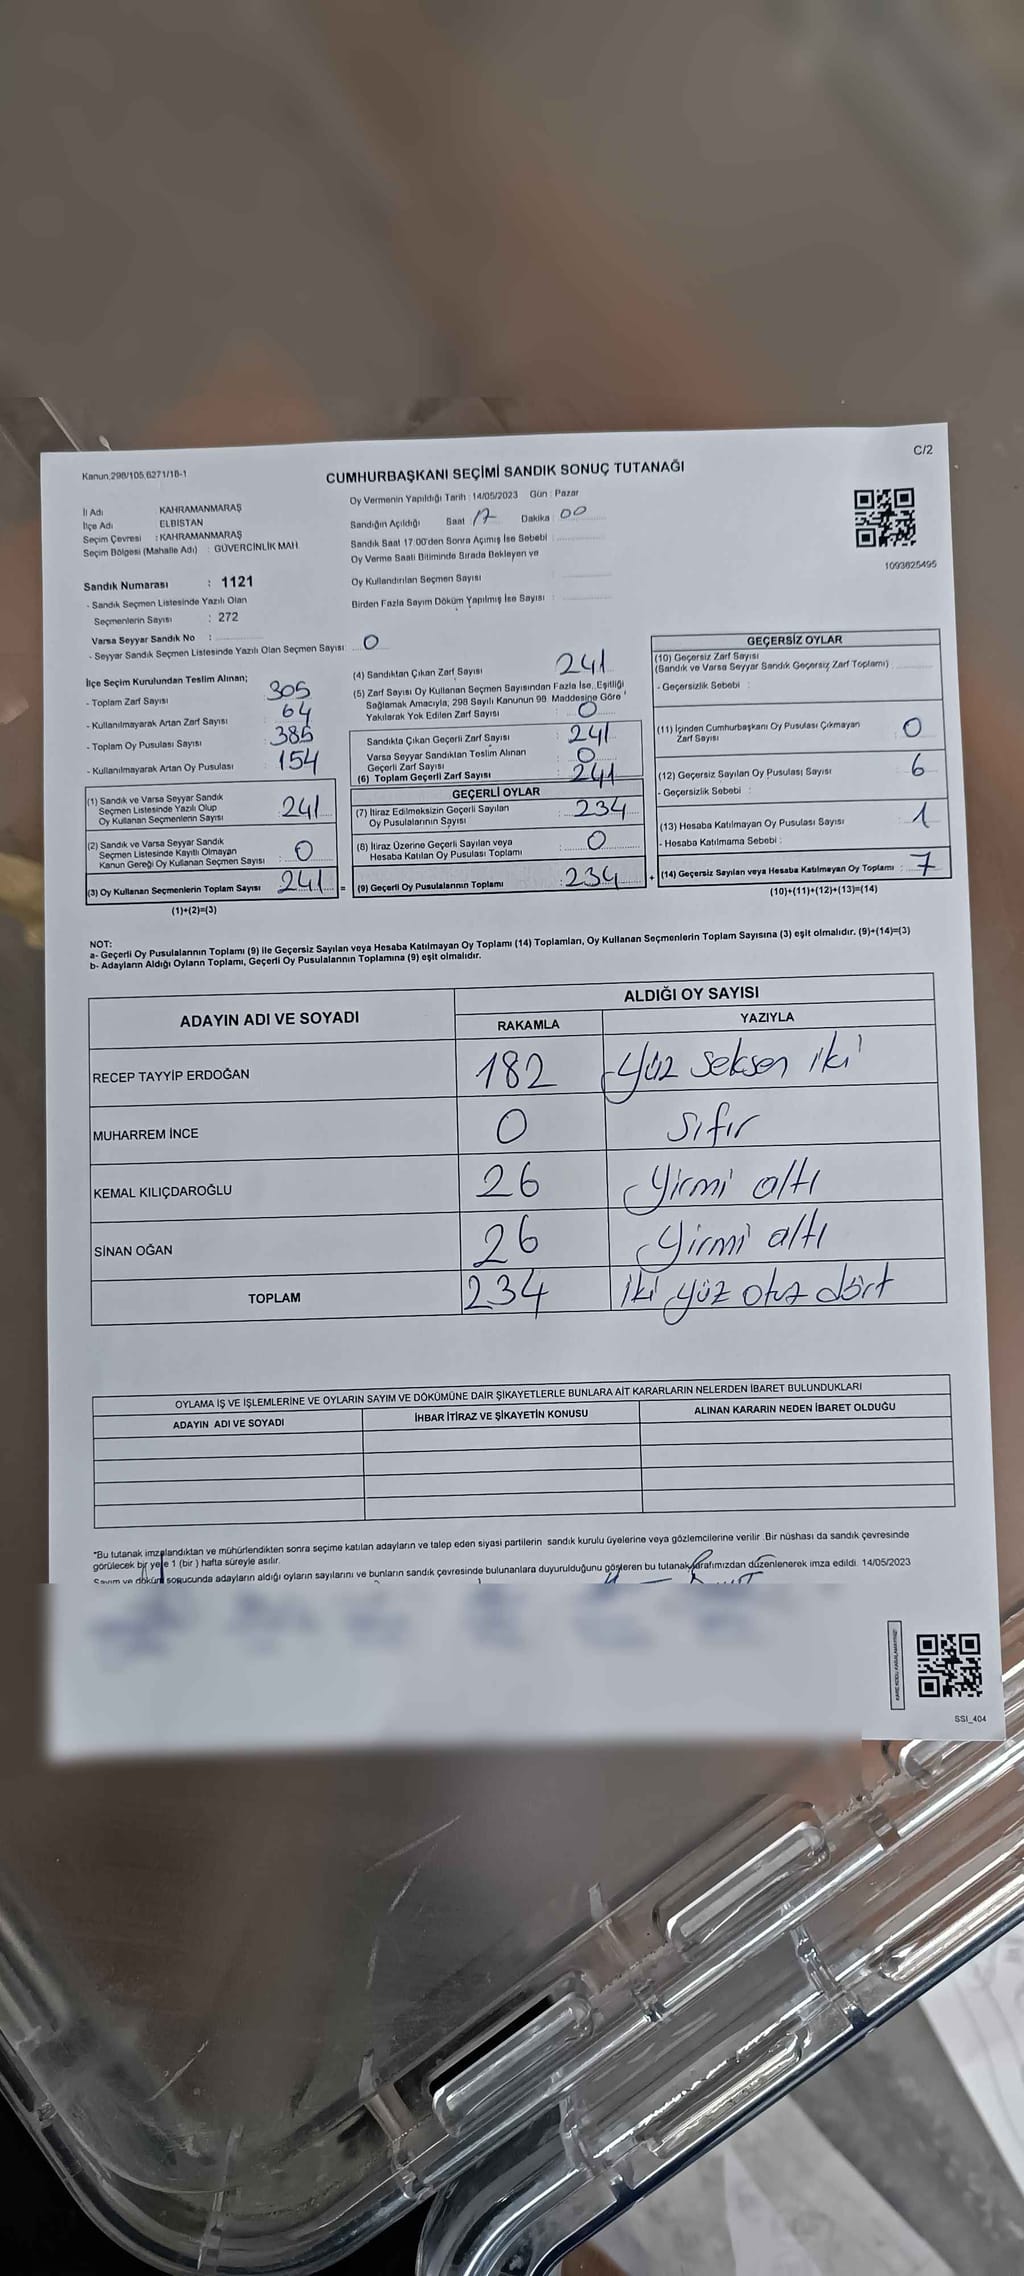 C/2
Kanun.298/105,6271/18-1
CUMHURBAŞKANI SEÇİMİ SANDIK SONUÇ TUTANAĞI
İl Adı KAHRAMANMARAŞ
İlçe Adı ELBİSTAN
Seçim Çevresi : KAHRAMANMARAŞ
Seçim Bölgesi (Mahalle Adı) : GÜVERCİNLİK MAH
Oy Vermenin Yapıldığı Tarih : 14/05/2023 Gün : Pazar
Sandığın Açıldığı Saat 17 Dakika 00
Sandık Saat 17:00'den Sonra Açımış İse Sebebi :
Oy Verme Saati Bitiminde Sırada Bekleyen ve
Oy Kullandırılan Seçmen Sayısı :
Birden Fazla Sayım Döküm Yapılmış İse Sayısı :
1093625495
Sandık Numarası : 1121
- Sandık Seçmen Listesinde Yazılı Olan
Seçmenlerin Sayısı : 272
Varsa Seyyar Sandık No :
- Seyyar Sandık Seçmen Listesinde Yazılı Olan Seçmen Sayısı: 0
İlçe Seçim Kurulundan Teslim Alınan;
- Toplam Zarf Sayısı : 305
- Kullanılmayarak Artan Zarf Sayısı : 64
- Toplam Oy Pusulası Sayısı : 385
- Kullanılmayarak Artan Oy Pusulası : 154
(1) Sandık ve Varsa Seyyar Sandık
Seçmen Listesinde Yazılı Olup
Oy Kullanan Seçmenlerin Sayısı : 241
(2) Sandık ve Varsa Seyyar Sandık
Seçmen Listesinde Kayıtlı Olmayan
Kanun Gereği Oy Kullanan Seçmen Sayısı : 0
(3) Oy Kullanan Seçmenlerin Toplam Sayısı : 241 =
(1)+(2)=(3)
(4) Sandıktan Çıkan Zarf Sayısı : 241
(5) Zarf Sayısı Oy Kullanan Seçmen Sayısından Fazla İse, Eşitliği
Sağlamak Amacıyla, 298 Sayılı Kanunun 98. Maddesine Göre
Yakılarak Yok Edilen Zarf Sayısı : 0
Sandıkta Çıkan Geçerli Zarf Sayısı : 241
Varsa Seyyar Sandıktan Teslim Alınan
Geçerli Zarf Sayısı : 0
(6) Toplam Geçerli Zarf Sayısı : 241
GEÇERLİ OYLAR
(7) İtiraz Edilmeksizin Geçerli Sayılan
Oy Pusulalarının Sayısı : 234
(8) İtiraz Üzerine Geçerli Sayılan veya
Hesaba Katılan Oy Pusulası Toplamı : 0
(9) Geçerli Oy Pusulalarının Toplamı : 234 +
GEÇERSİZ OYLAR
(10) Geçersiz Zarf Sayısı
(Sandık ve Varsa Seyyar Sandık Geçersiz Zarf Toplamı) :
- Geçersizlik Sebebi :
(11) İçinden Cumhurbaşkanı Oy Pusulası Çıkmayan
Zarf Sayısı : 0
(12) Geçersiz Sayılan Oy Pusulası Sayısı : 6
- Geçersizlik Sebebi :
(13) Hesaba Katılmayan Oy Pusulası Sayısı : 1
- Hesaba Katılmama Sebebi :
(14) Geçersiz Sayılan veya Hesaba Katılmayan Oy Toplamı : 7
(10)+(11)+(12)+(13)=(14)
NOT:
a- Geçerli Oy Pusulalarının Toplamı (9) ile Geçersiz Sayılan veya Hesaba Katılmayan Oy Toplamı (14) Toplamları, Oy Kullanan Seçmenlerin Toplam Sayısına (3) eşit olmalıdır. (9)+(14)=(3)
b- Adayların Aldığı Oyların Toplamı, Geçerli Oy Pusulalarının Toplamına (9) eşit olmalıdır.
ADAYIN ADI VE SOYADI ALDIĞI OY SAYISI
RAKAMLA YAZIYLA
RECEP TAYYİP ERDOĞAN 182 Yüz seksen iki
MUHARREM İNCE 0 sıfır
KEMAL KILIÇDAROĞLU 26 Yirmi altı
SİNAN OĞAN 26 Yirmi altı
TOPLAM 234 iki yüz otuz dört
OYLAMA İŞ VE İŞLEMLERİNE VE OYLARIN SAYIM VE DÖKÜMÜNE DAİR ŞİKAYETLERLE BUNLARA AİT KARARLARIN NELERDEN İBARET BULUNDUKLARI
ADAYIN ADI VE SOYADI İHBAR İTİRAZ VE ŞİKAYETİN KONUSU ALINAN KARARIN NEDEN İBARET OLDUĞU
*Bu tutanak imzalandıktan ve mühürlendikten sonra seçime katılan adayların ve talep eden siyasi partilerin sandık kurulu üyelerine veya gözlemcilerine verilir. Bir nüshası da sandık çevresinde
görülecek bir yere 1 (bir) hafta süreyle asılır.
Sayım ve döküm sonucunda adayların aldığı oyların sayılarını ve bunların sandık çevresinde bulunanlara duyurulduğunu gösteren bu tutanak tarafımızdan düzenlenerek imza edildi. 14/05/2023
SSI_404